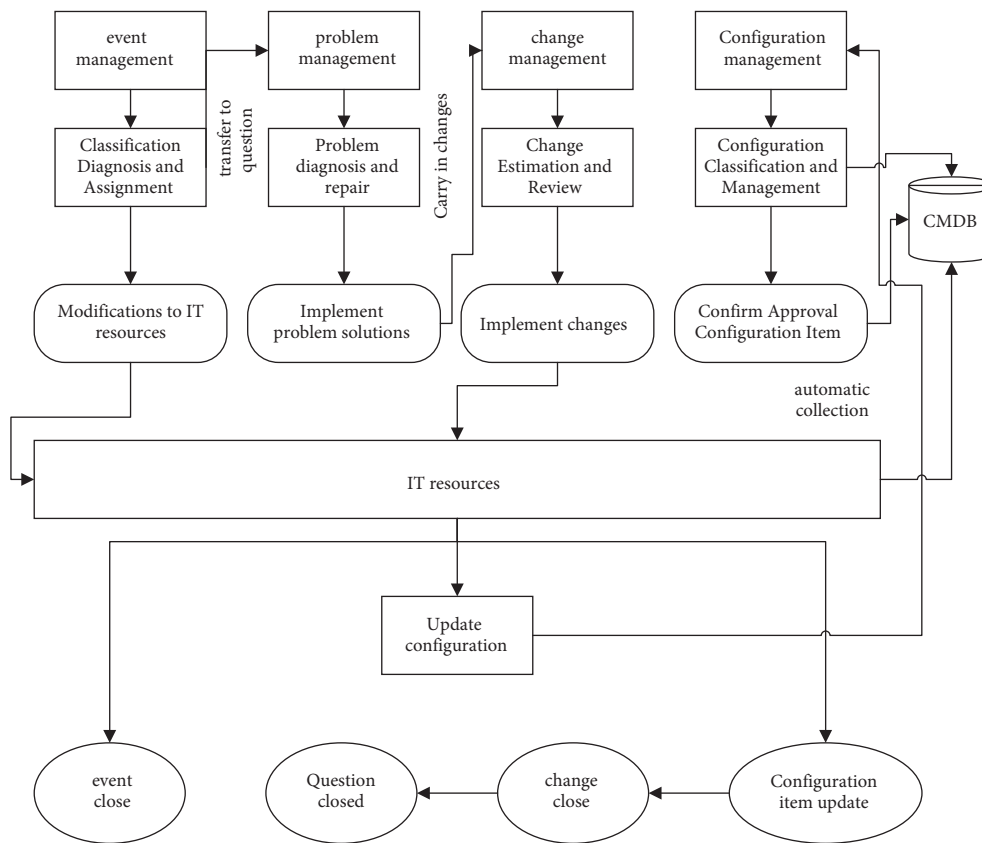 event
management
problem
management
change
management
Configuration
management
transfer to
question
Carry in changes
Classification
Diagnosis and
Assignment
Problem
diagnosis and
repair
Change
Estimation and
Review
Configuration
Classification and
Management
CMDB
Modifications to IT
resources
Implement
problem solutions
Implement changes
Confirm Approval
Configuration Item
automatic
collection
IT resources
Update
configuration
event
close
Question
closed
change
close
Configuration
item update